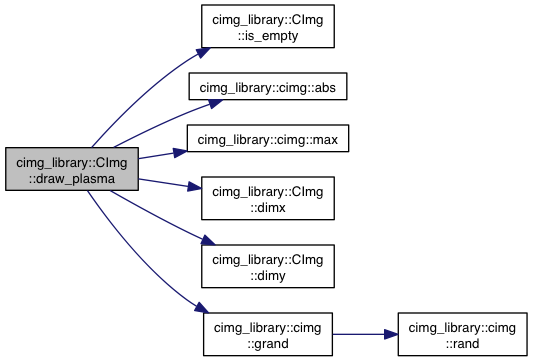 cimg_library::CImg
::is_empty
cimg_library::cimg::abs
cimg_library::cimg::max
cimg_library::CImg
::draw_plasma
cimg_library::CImg
::dimx
cimg_library::CImg
::dimy
cimg_library::cimg
::grand
cimg_library::cimg
::rand